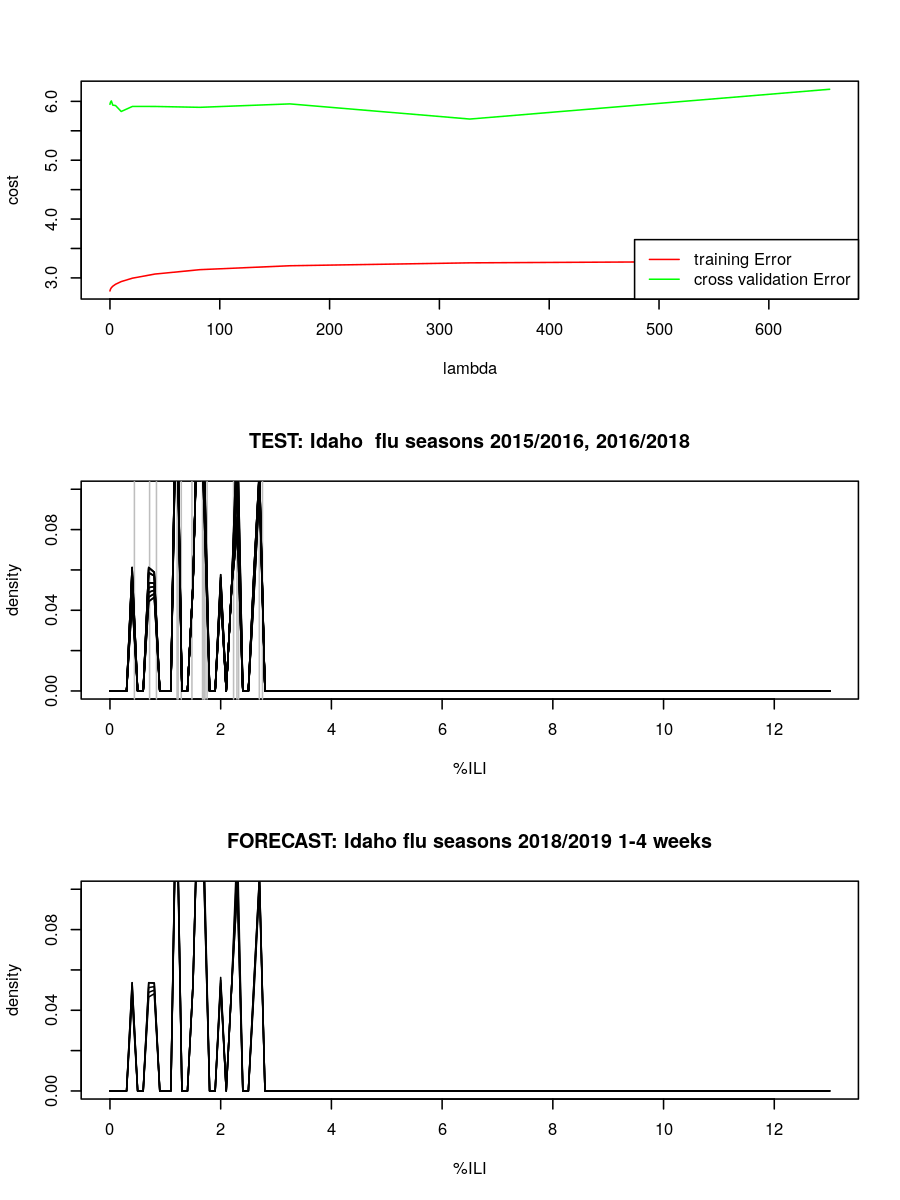 6.0
5.0
4.0
3.0
cost
training Error
cross validation Error
0 100 200 300 400 500 600
lambda
TEST: Idaho  flu seasons 2015/2016, 2016/2018
0.08
0.04
0.00
density
0 2 4 6 8 10 12
%ILI
FORECAST: Idaho flu seasons 2018/2019 1-4 weeks
0.08
0.04
0.00
density
0 2 4 6 8 10 12
%ILI